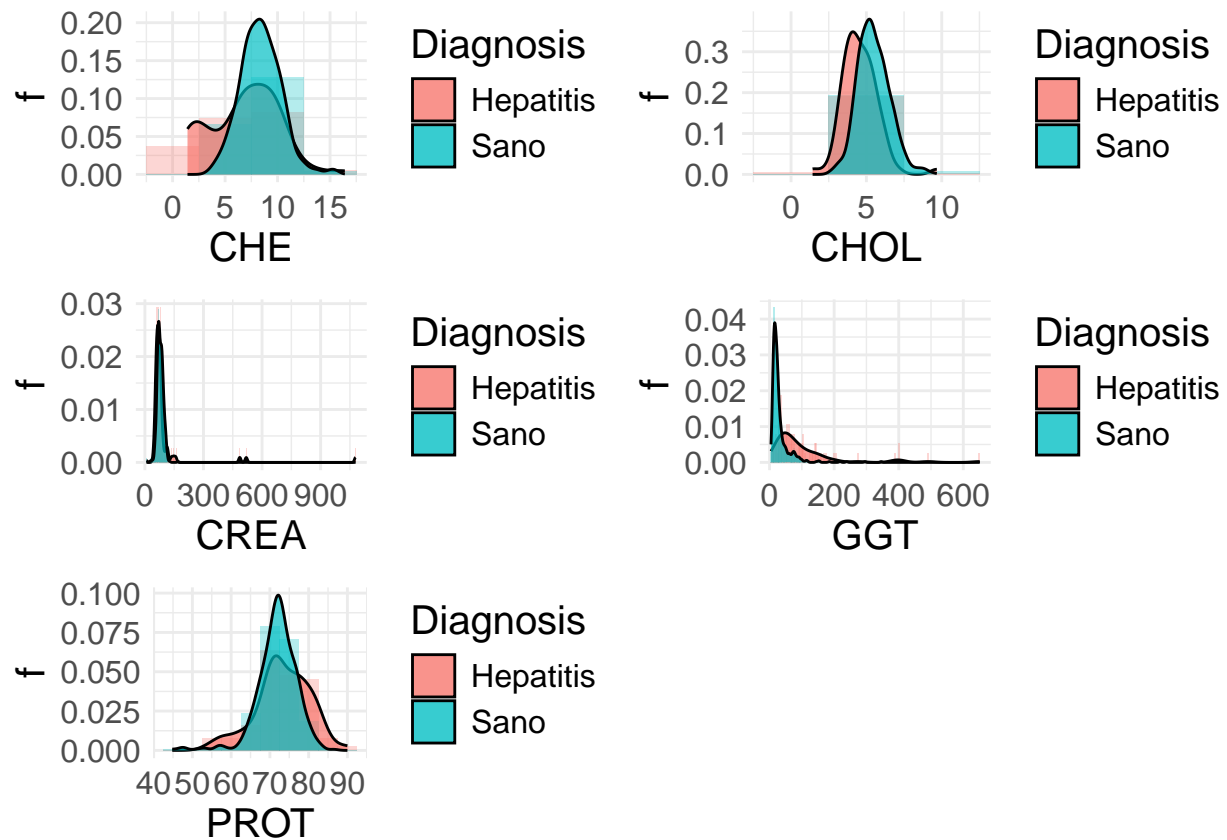 0.20
0.15
0.10
0.05
0.00
f
0 5 10 15
CHE
Diagnosis
Hepatitis
Sano
0.3
0.2
0.1
0.0
f
0 5 10
CHOL
Diagnosis
Hepatitis
Sano
0.03
0.02
0.01
0.00
f
0 300 600 900
CREA
Diagnosis
Hepatitis
Sano
0.04
0.03
0.02
0.01
0.00
f
0 200 400 600
GGT
Diagnosis
Hepatitis
Sano
0.100
0.075
0.050
0.025
0.000
f
40 50 60 70 80 90
PROT
Diagnosis
Hepatitis
Sano